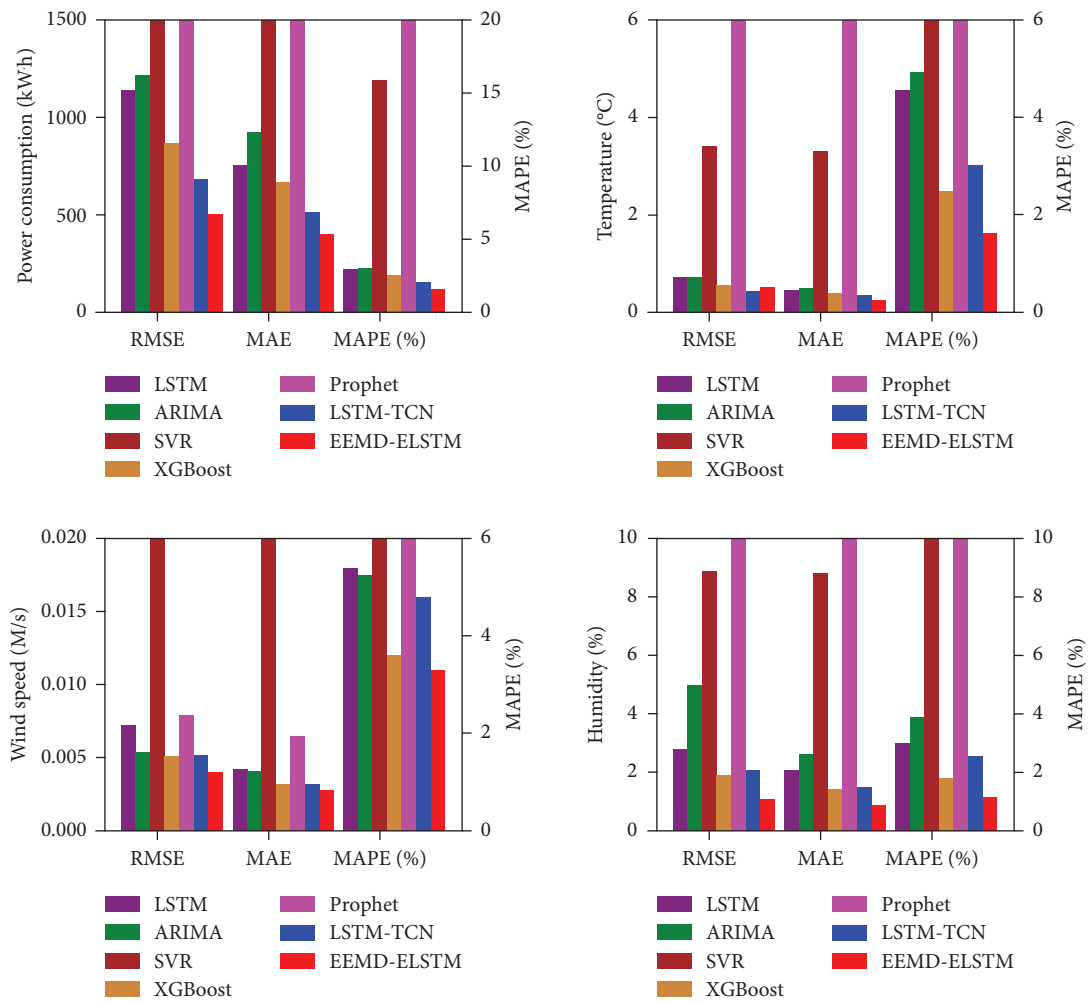 Power consumption (kW·h)
1500
1000
500
0
20
15
10
5
0
MAPE (%)
RMSE MAE MAPE (%)
LSTM Prophet
ARIMA LSTM-TCN
SVR EEMD-ELSTM
XGBoost
Temperature (°C)
6
4
2
0
6
4
2
0
MAPE (%)
RMSE MAE MAPE (%)
LSTM Prophet
ARIMA LSTM-TCN
SVR EEMD-ELSTM
XGBoost
Wind speed (M/s)
0.020
0.015
0.010
0.005
0.000
6
4
2
0
MAPE (%)
RMSE MAE MAPE (%)
LSTM Prophet
ARIMA LSTM-TCN
SVR EEMD-ELSTM
XGBoost
Humidity (%)
10
8
6
4
2
0
10
8
6
4
2
0
MAPE (%)
RMSE MAE MAPE (%)
LSTM Prophet
ARIMA LSTM-TCN
SVR EEMD-ELSTM
XGBoost